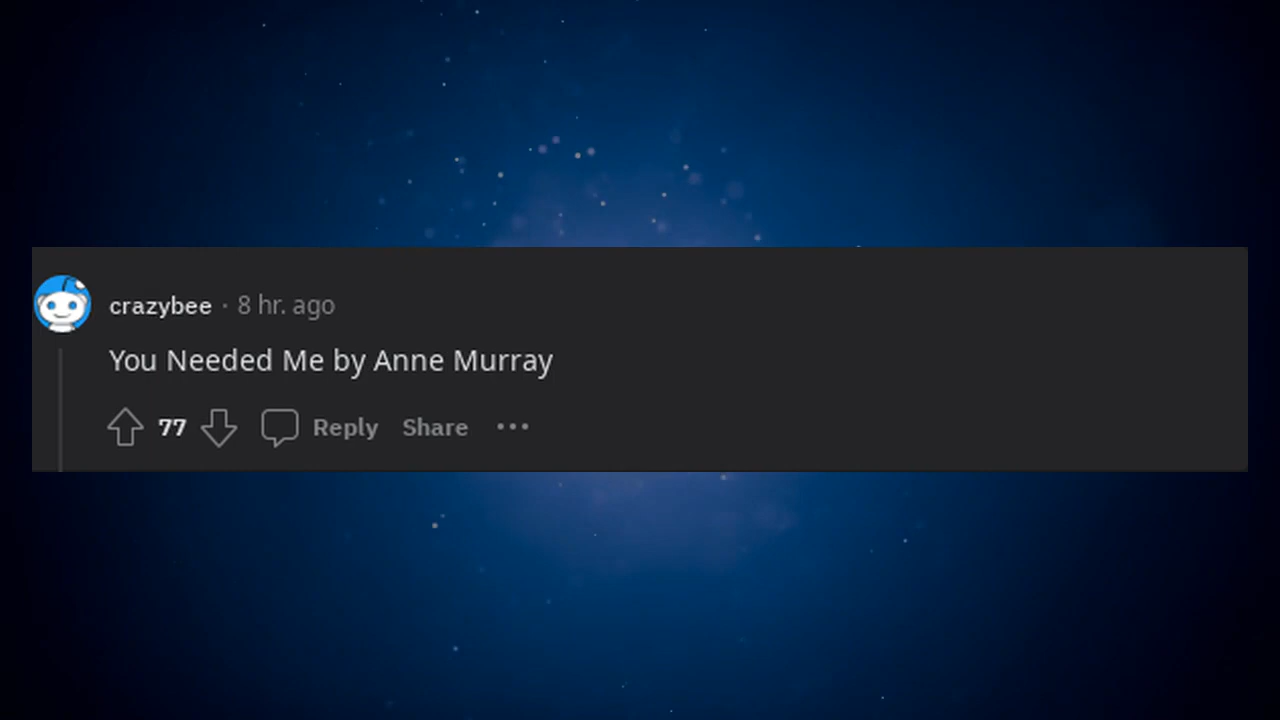 crazybee · 8 hr. ago
You Needed Me by Anne Murray
77 Reply Share •••